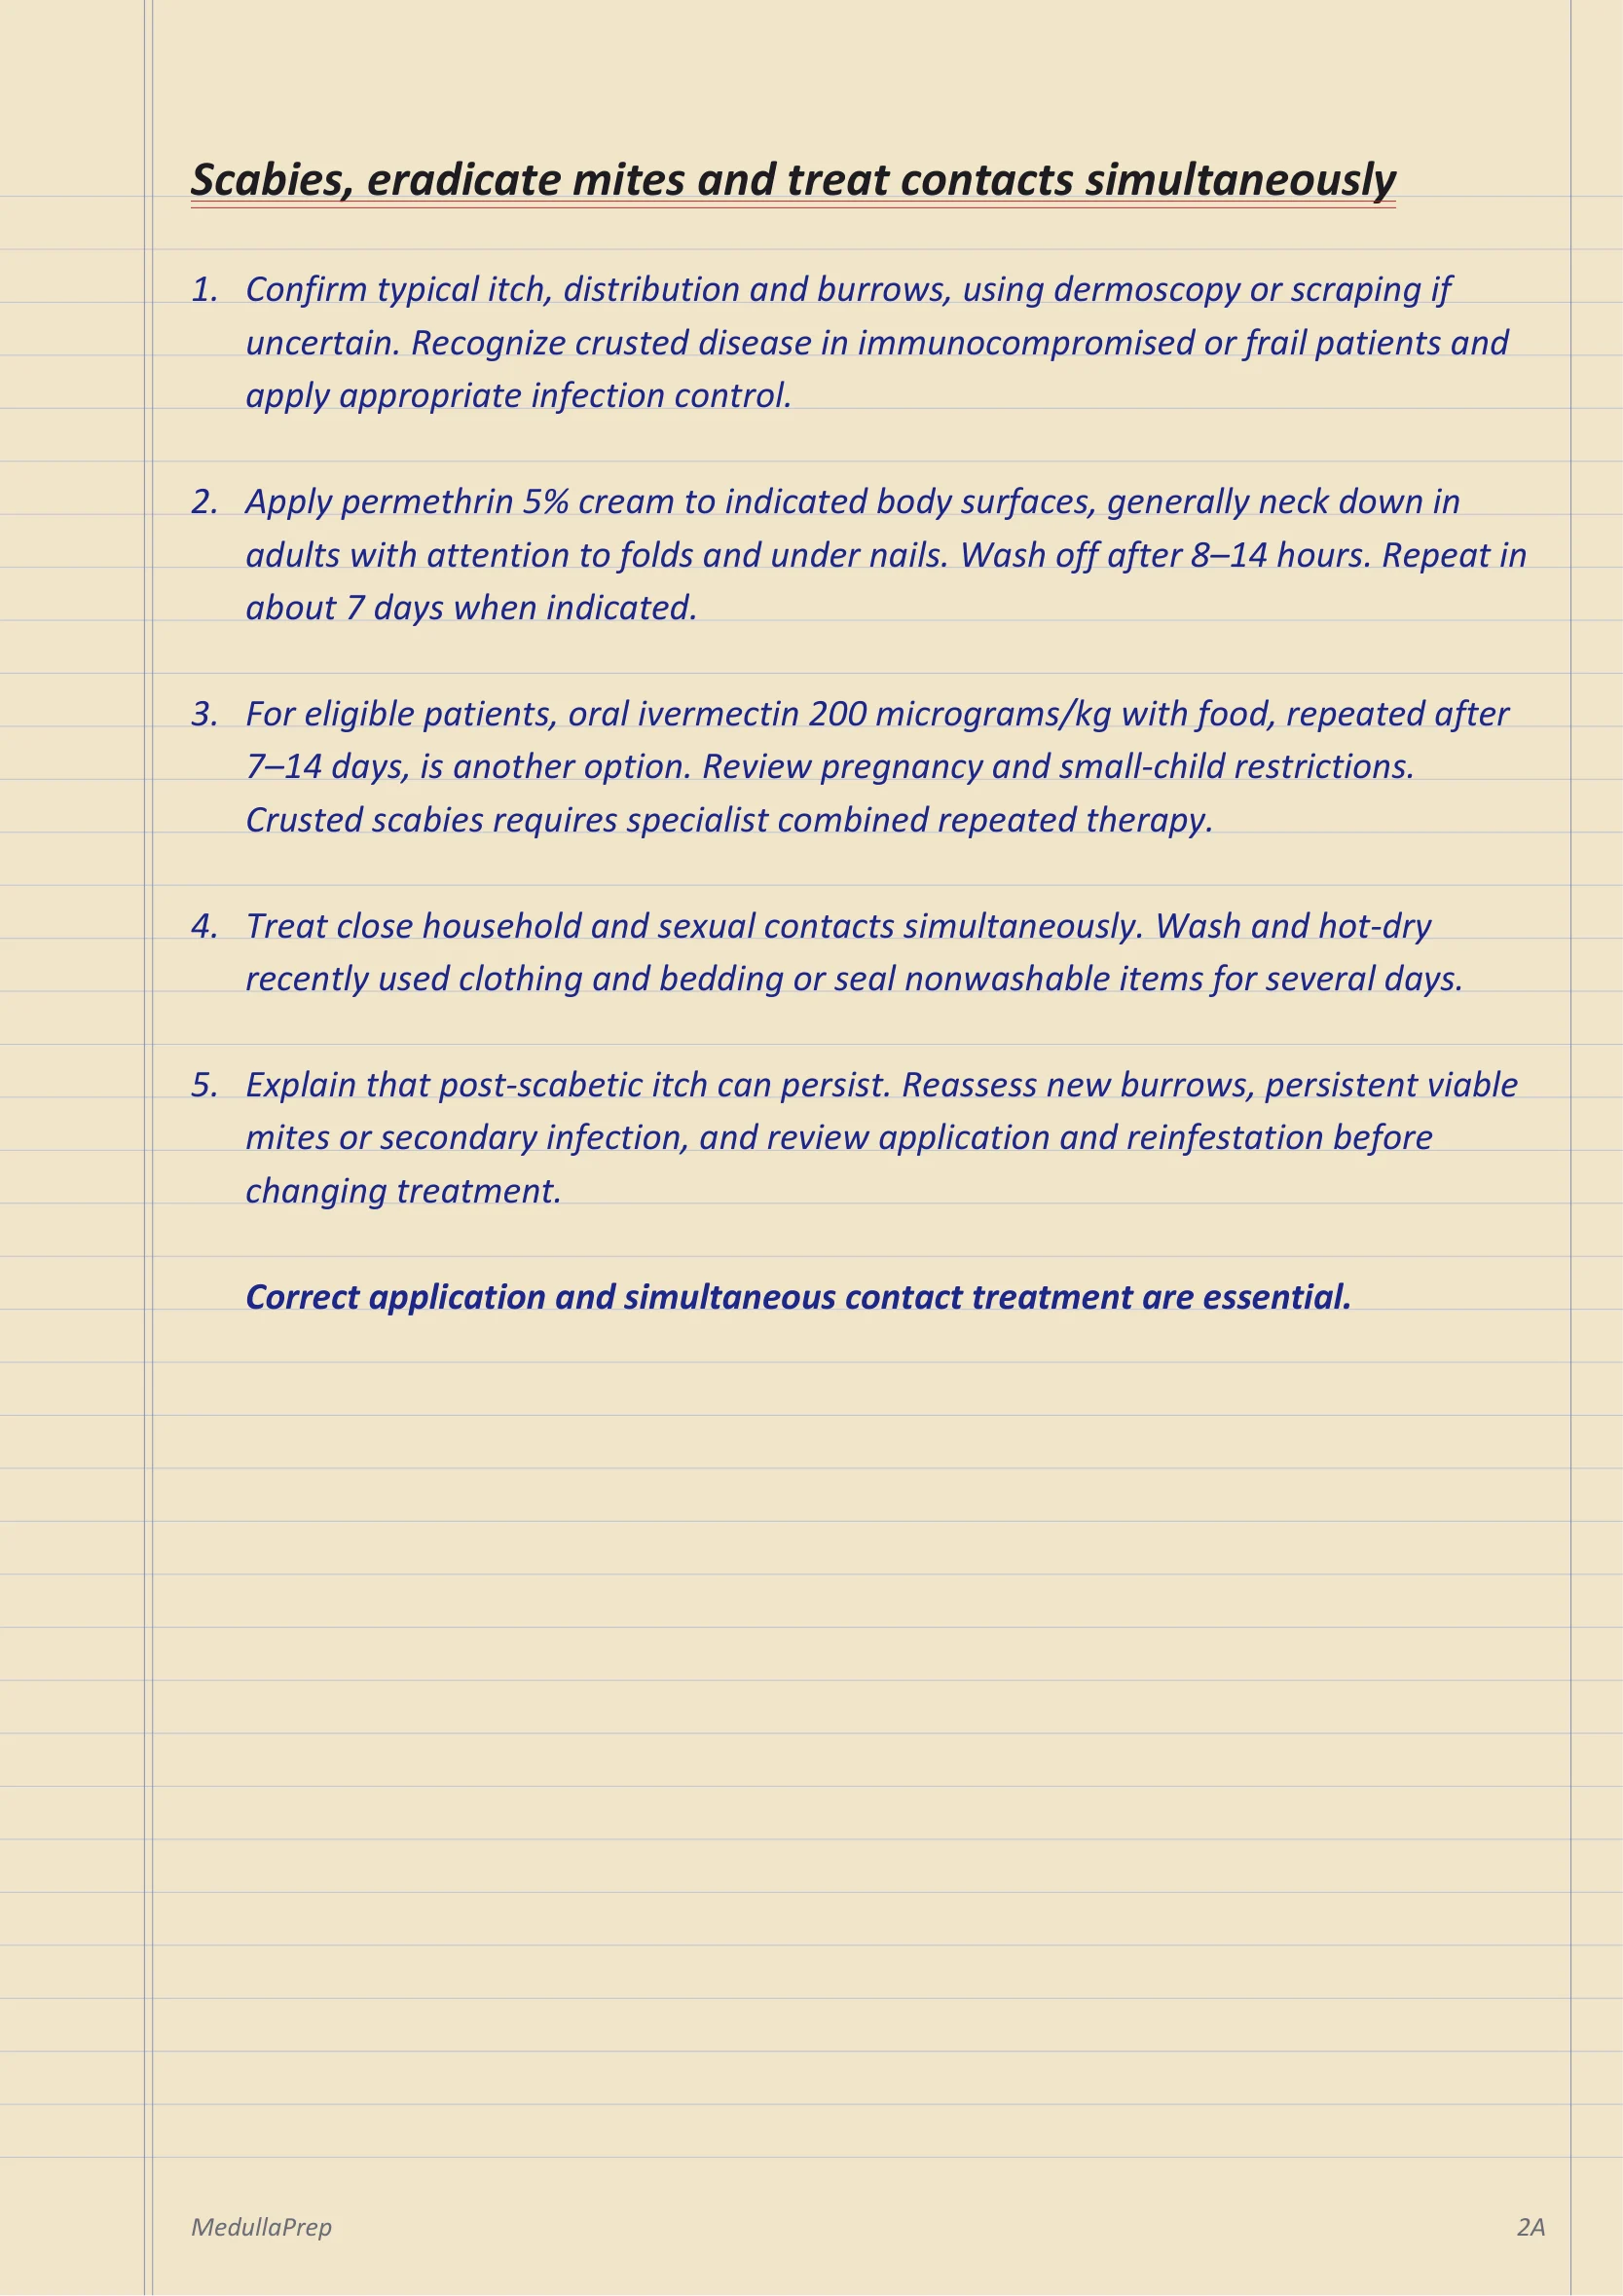 Scabies, eradicate mites and treat contacts simultaneously
1. Confirm typical itch, distribution and burrows, using dermoscopy or scraping if
uncertain. Recognize crusted disease in immunocompromised or frail patients and
apply appropriate infection control.
2. Apply permethrin 5% cream to indicated body surfaces, generally neck down in
adults with attention to folds and under nails. Wash off after 8–14 hours. Repeat in
about 7 days when indicated.
3. For eligible patients, oral ivermectin 200 micrograms/kg with food, repeated after
7–14 days, is another option. Review pregnancy and small-child restrictions.
Crusted scabies requires specialist combined repeated therapy.
4. Treat close household and sexual contacts simultaneously. Wash and hot-dry
recently used clothing and bedding or seal nonwashable items for several days.
5. Explain that post-scabetic itch can persist. Reassess new burrows, persistent viable
mites or secondary infection, and review application and reinfestation before
changing treatment.
Correct application and simultaneous contact treatment are essential.
MedullaPrep
2A